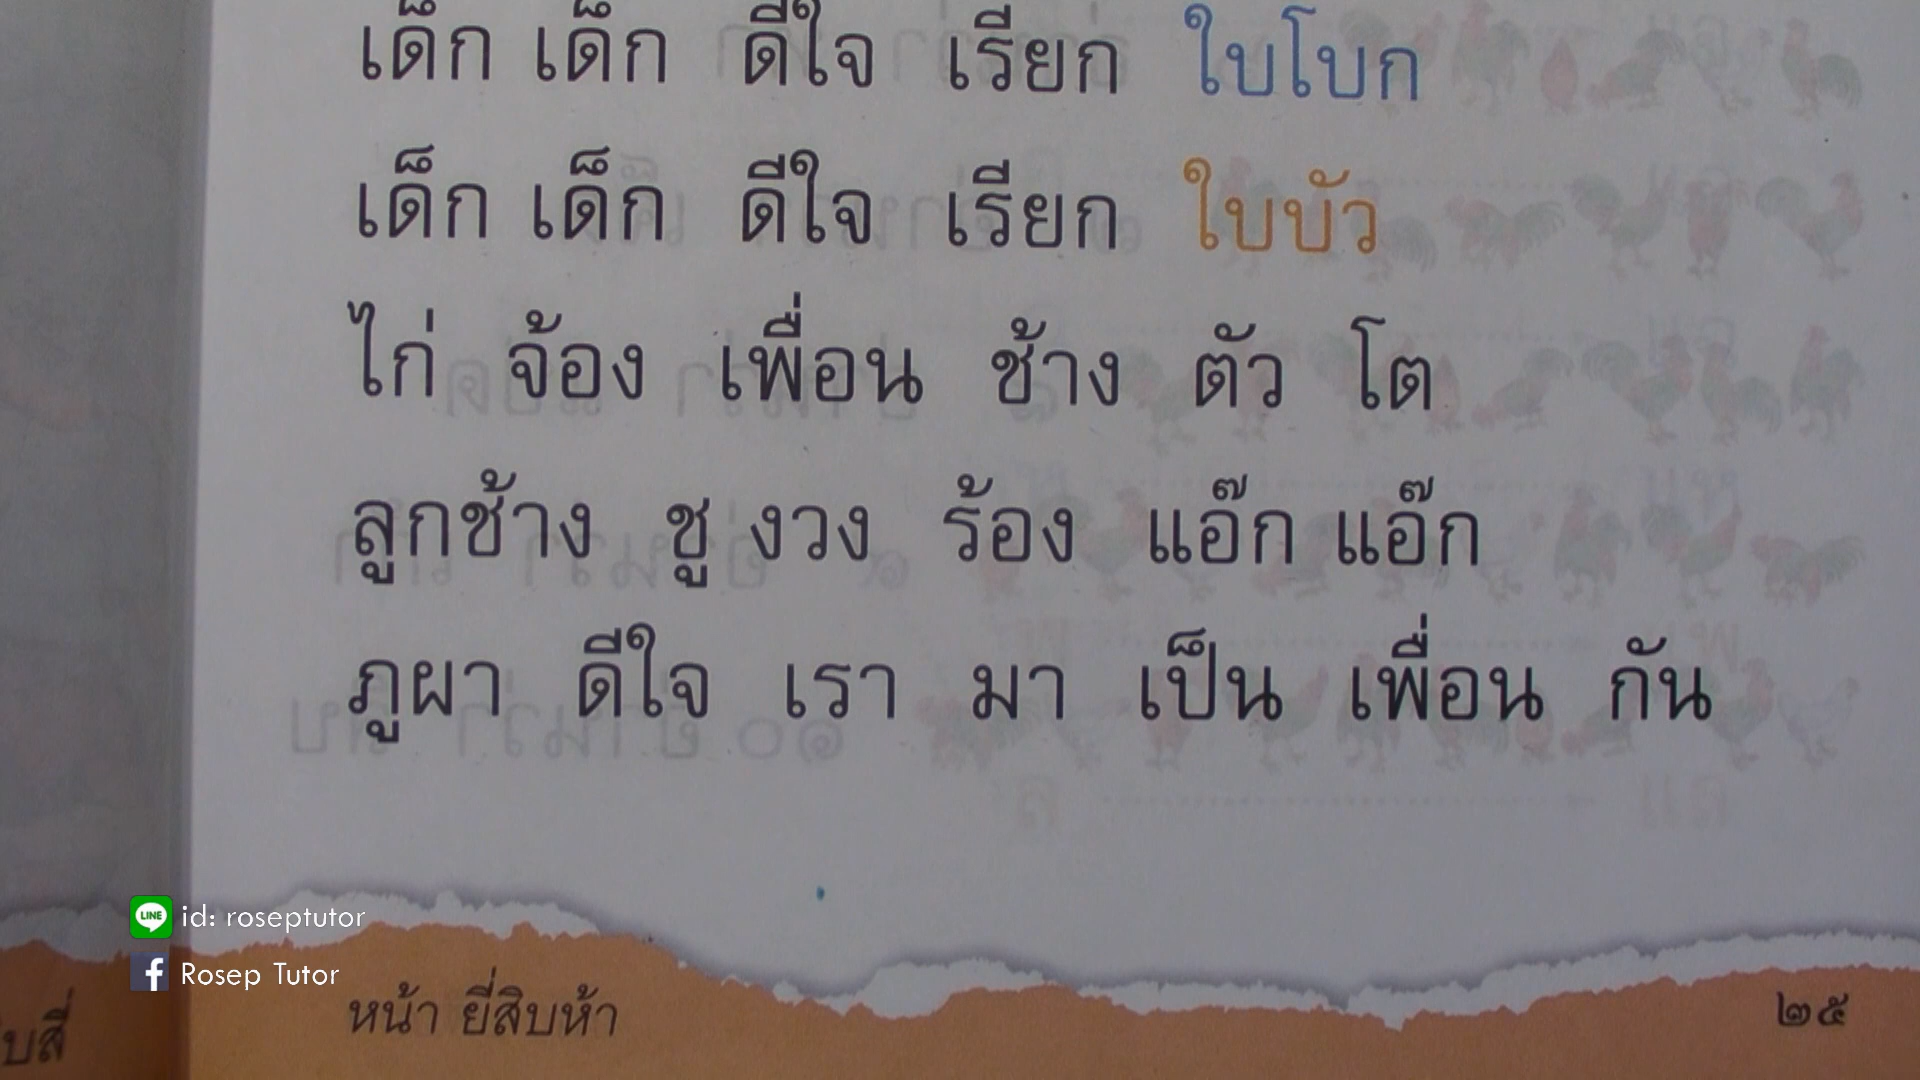 เด็ก เด็ก ดีใจ เรียก ใบโบก
เด็ก เด็ก ดีใจ เรียก ใบบัว
ไก่ จ้อง เพื่อน ช้าง ตัว โต
ลูกช้าง ชู งวง ร้อง แอ๊ก แอ๊ก
ภูผา ดีใจ เรา มา เป็น เพื่อน กัน
LINE id: roseptutor
f Rosep Tutor
หน้า ยี่สิบห้า
๒๕